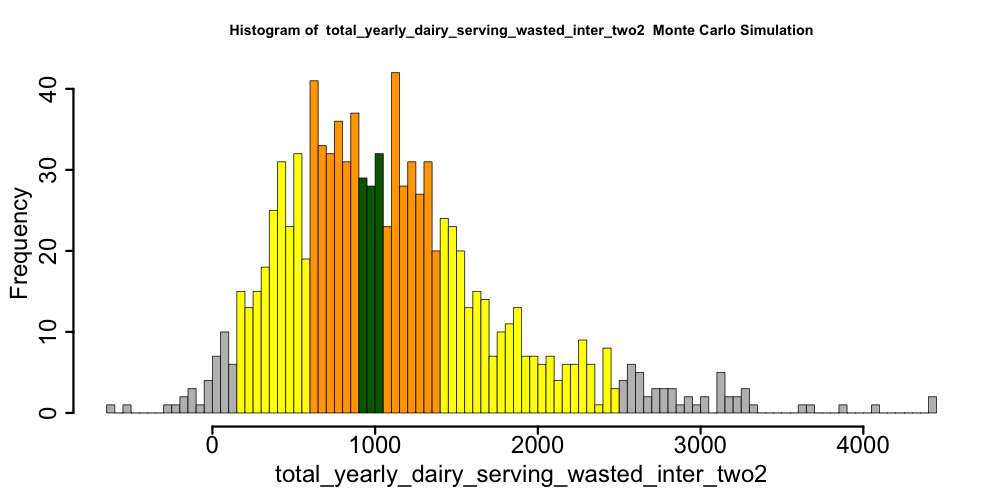 Histogram of  total_yearly_dairy_serving_wasted_inter_two2  Monte Carlo Simulation
Frequency
40
30
20
10
0
0 1000 2000 3000 4000
total_yearly_dairy_serving_wasted_inter_two2